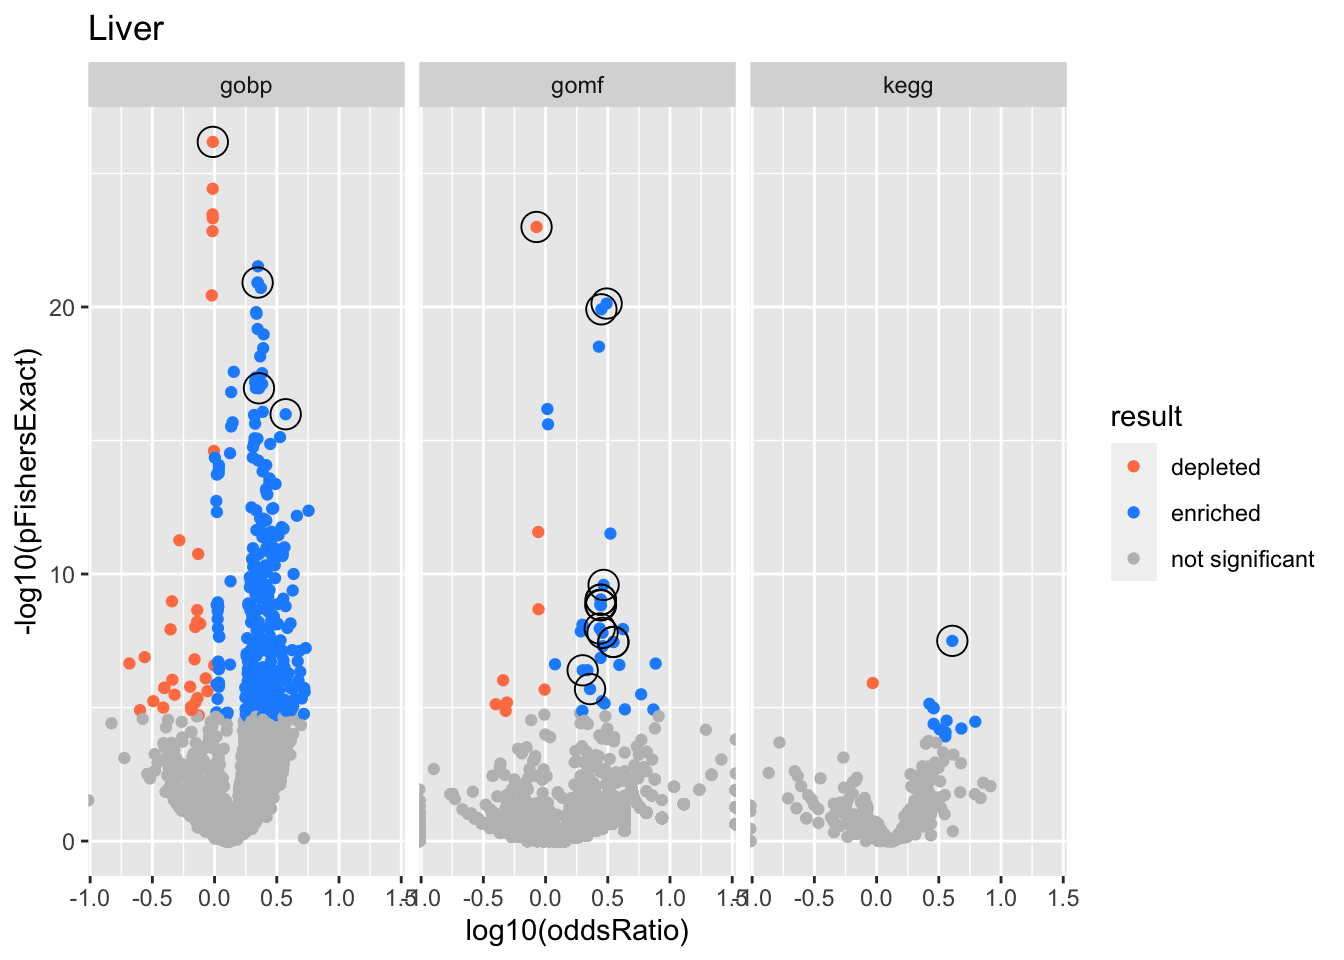 Liver
gobp gomf kegg
-log10(pFishersExact)
20
10
0
-1.0 -0.5 0.0 0.5 1.0 1.5 -1.0 -0.5 0.0 0.5 1.0 1.5 -1.0 -0.5 0.0 0.5 1.0 1.5
log10(oddsRatio)
result
depleted
enriched
not significant